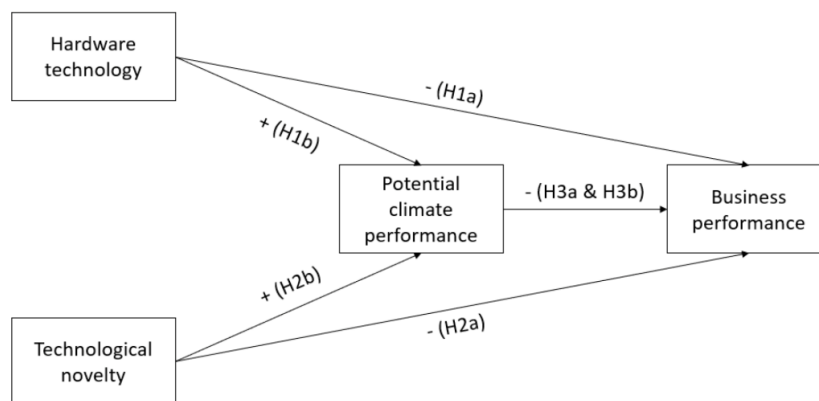 Hardware
technology
- (H1a)
+ (H1b)
Potential
climate
performance
- (H3a & H3b)
Business
performance
+ (H2b)
- (H2a)
Technological
novelty